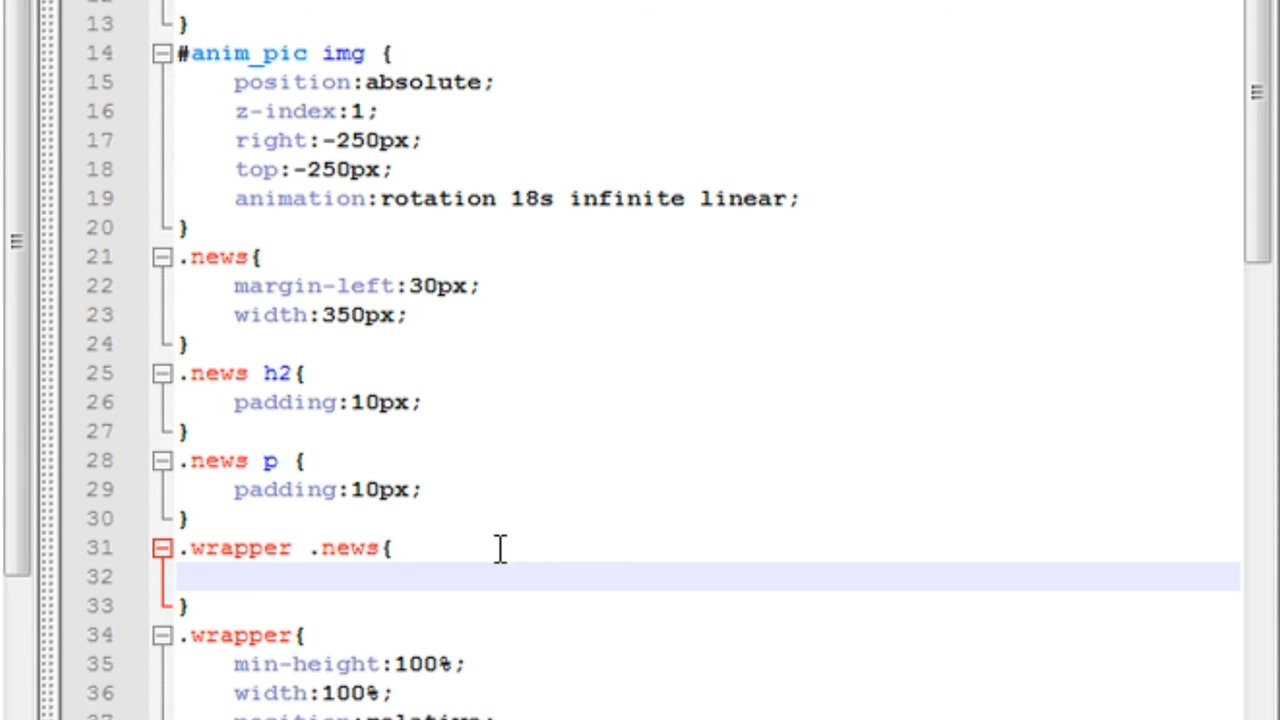 13 }
14 #anim_pic img {
15 position:absolute;
16 z-index:1;
17 right:-250px;
18 top:-250px;
19 animation:rotation 18s infinite linear;
20 }
21 .news{
22 margin-left:30px;
23 width:350px;
24 }
25 .news h2{
26 padding:10px;
27 }
28 .news p {
29 padding:10px;
30 }
31 .wrapper .news{
32
33 }
34 .wrapper{
35 min-height:100%;
36 width:100%;
37 position:relative;